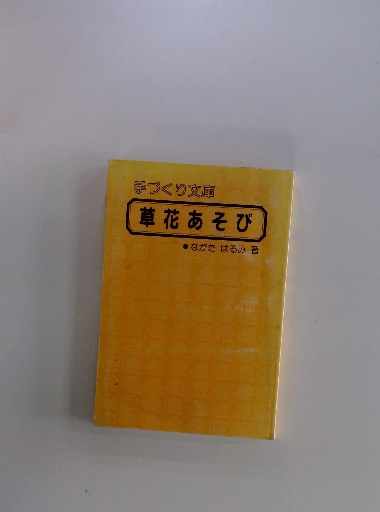 手づくり文庫
草花あそび
●ながた はるみ 著